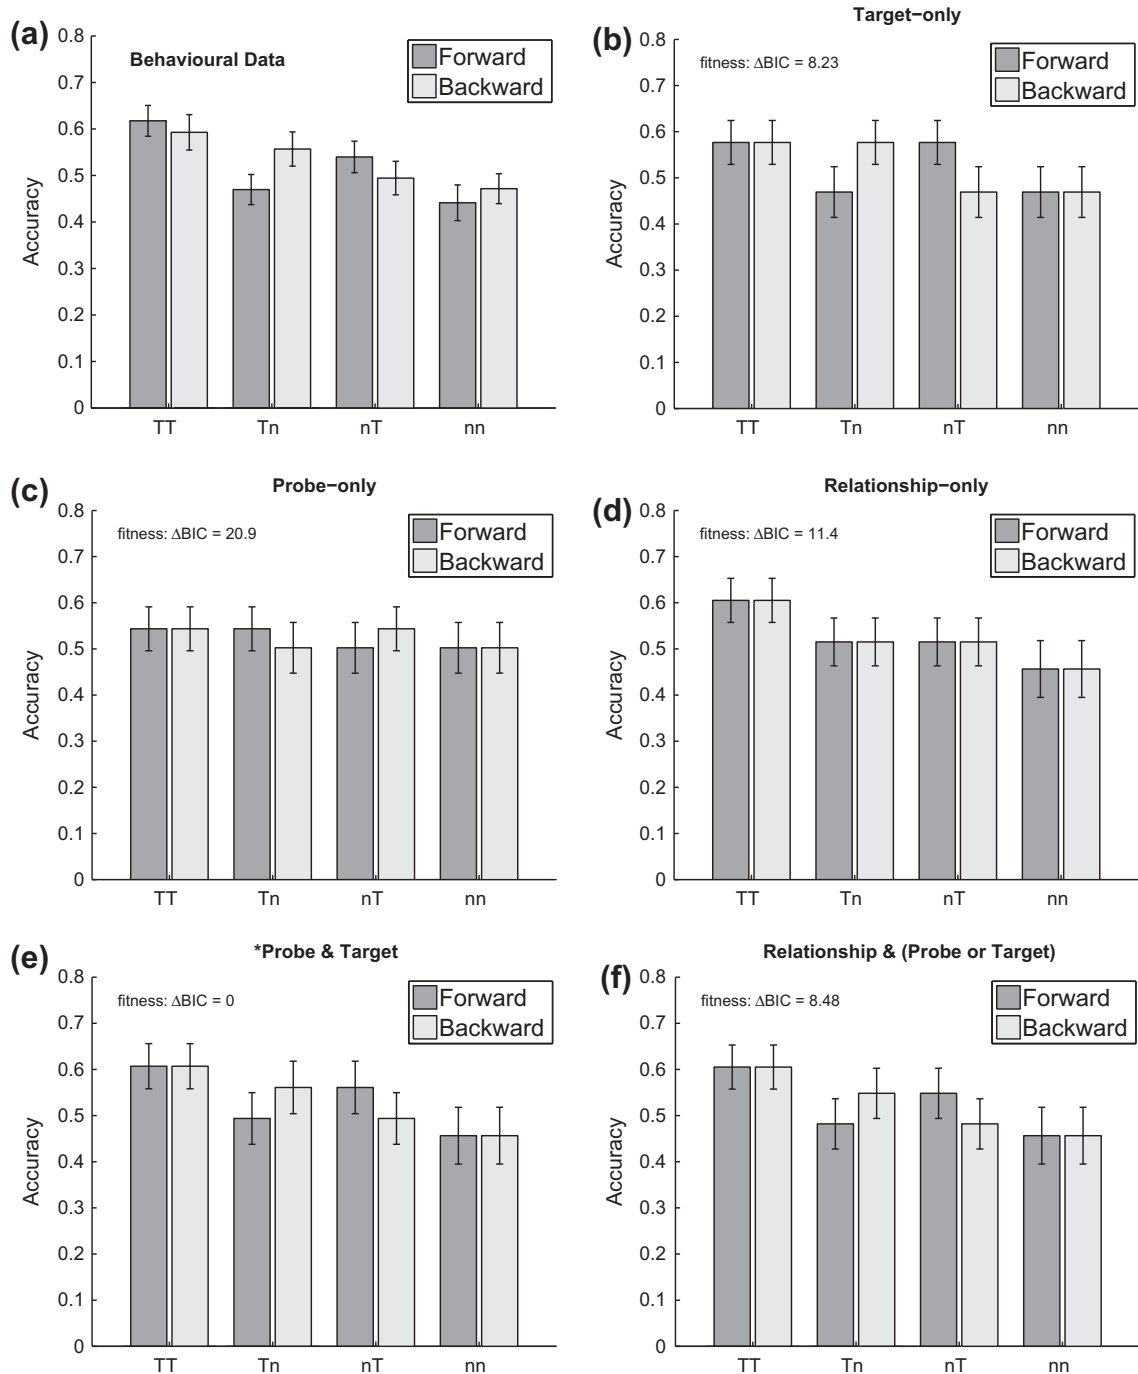 (a)
Behavioural Data
Forward
Backward
Accuracy
0.8
0.7
0.6
0.5
0.4
0.3
0.2
0.1
0
TT Tn nT nn
(b)
Target−only
fitness: ΔBIC = 8.23
Forward
Backward
Accuracy
0.8
0.7
0.6
0.5
0.4
0.3
0.2
0.1
0
TT Tn nT nn
(c)
Probe−only
fitness: ΔBIC = 20.9
Forward
Backward
Accuracy
0.8
0.7
0.6
0.5
0.4
0.3
0.2
0.1
0
TT Tn nT nn
(d)
Relationship−only
fitness: ΔBIC = 11.4
Forward
Backward
Accuracy
0.8
0.7
0.6
0.5
0.4
0.3
0.2
0.1
0
TT Tn nT nn
(e)
*Probe & Target
fitness: ΔBIC = 0
Forward
Backward
Accuracy
0.8
0.7
0.6
0.5
0.4
0.3
0.2
0.1
0
TT Tn nT nn
(f)
Relationship & (Probe or Target)
fitness: ΔBIC = 8.48
Forward
Backward
Accuracy
0.8
0.7
0.6
0.5
0.4
0.3
0.2
0.1
0
TT Tn nT nn